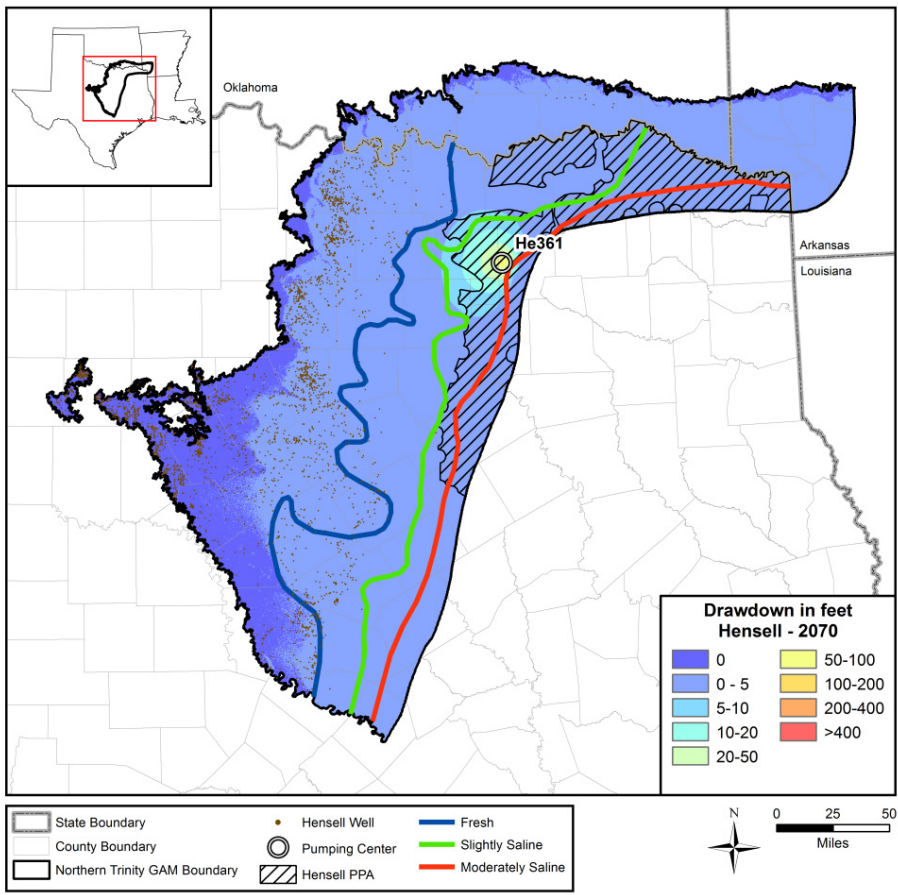 Oklahoma
He361
Arkansas
Louisiana
Drawdown in feet
Hensell - 2070
0
50-100
0 - 5
100-200
5-10
200-400
10-20
>400
20-50
State Boundary
Hensell Well
Fresh
County Boundary
Pumping Center
Slightly Saline
Northern Trinity GAM Boundary
Hensell PPA
Moderately Saline
N
0 25 50
Miles